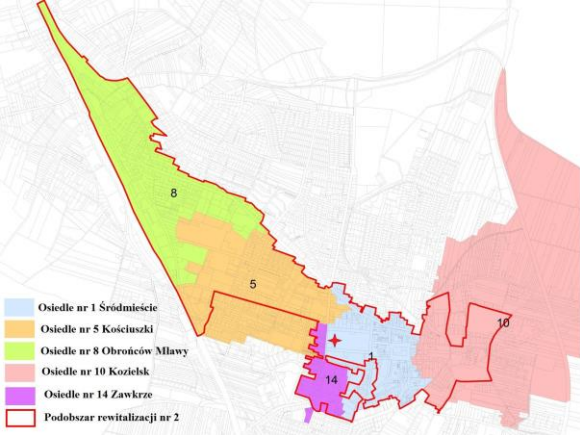 8
5
10
1
14
Osiedle nr 1 Śródmieście
Osiedle nr 5 Kościuszki
Osiedle nr 8 Obrońców Mławy
Osiedle nr 10 Kozielsk
Osiedle nr 14 Zawkrze
Podobszar rewitalizacji nr 2